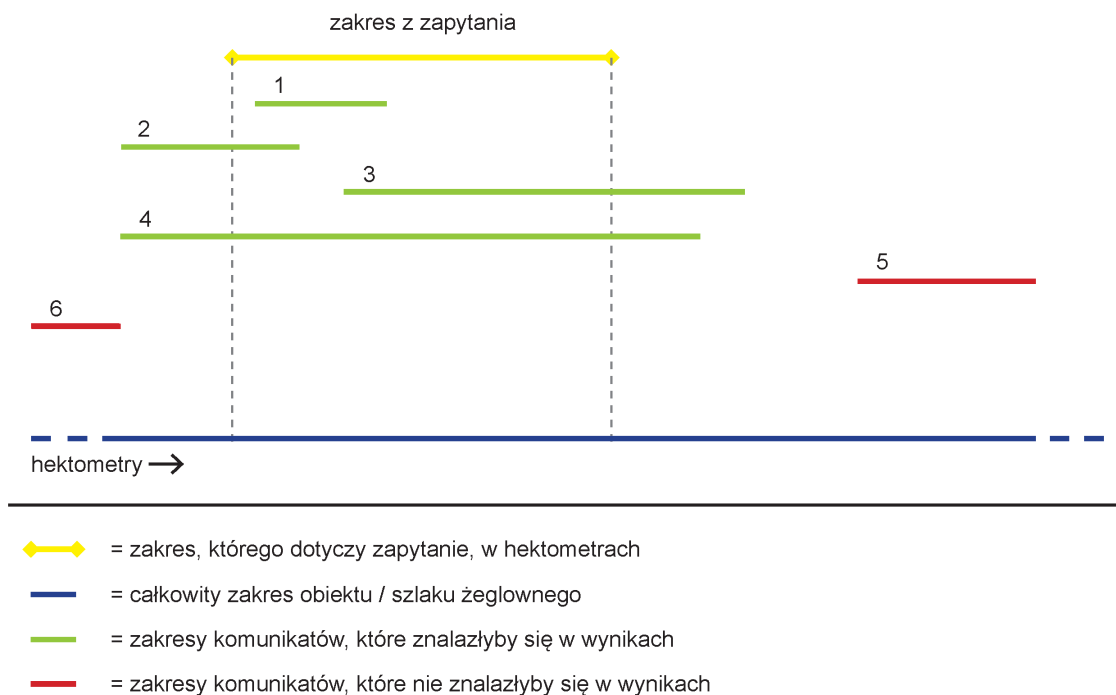 zakres z zapytania
1
2
3
4
5
6
hektometry
= zakres, którego dotyczy zapytanie, w hektometrach
= całkowity zakres obiektu / szlaku żeglownego
= zakresy komunikatów, które znalazłyby się w wynikach
= zakresy komunikatów, które nie znalazłyby się w wynikach